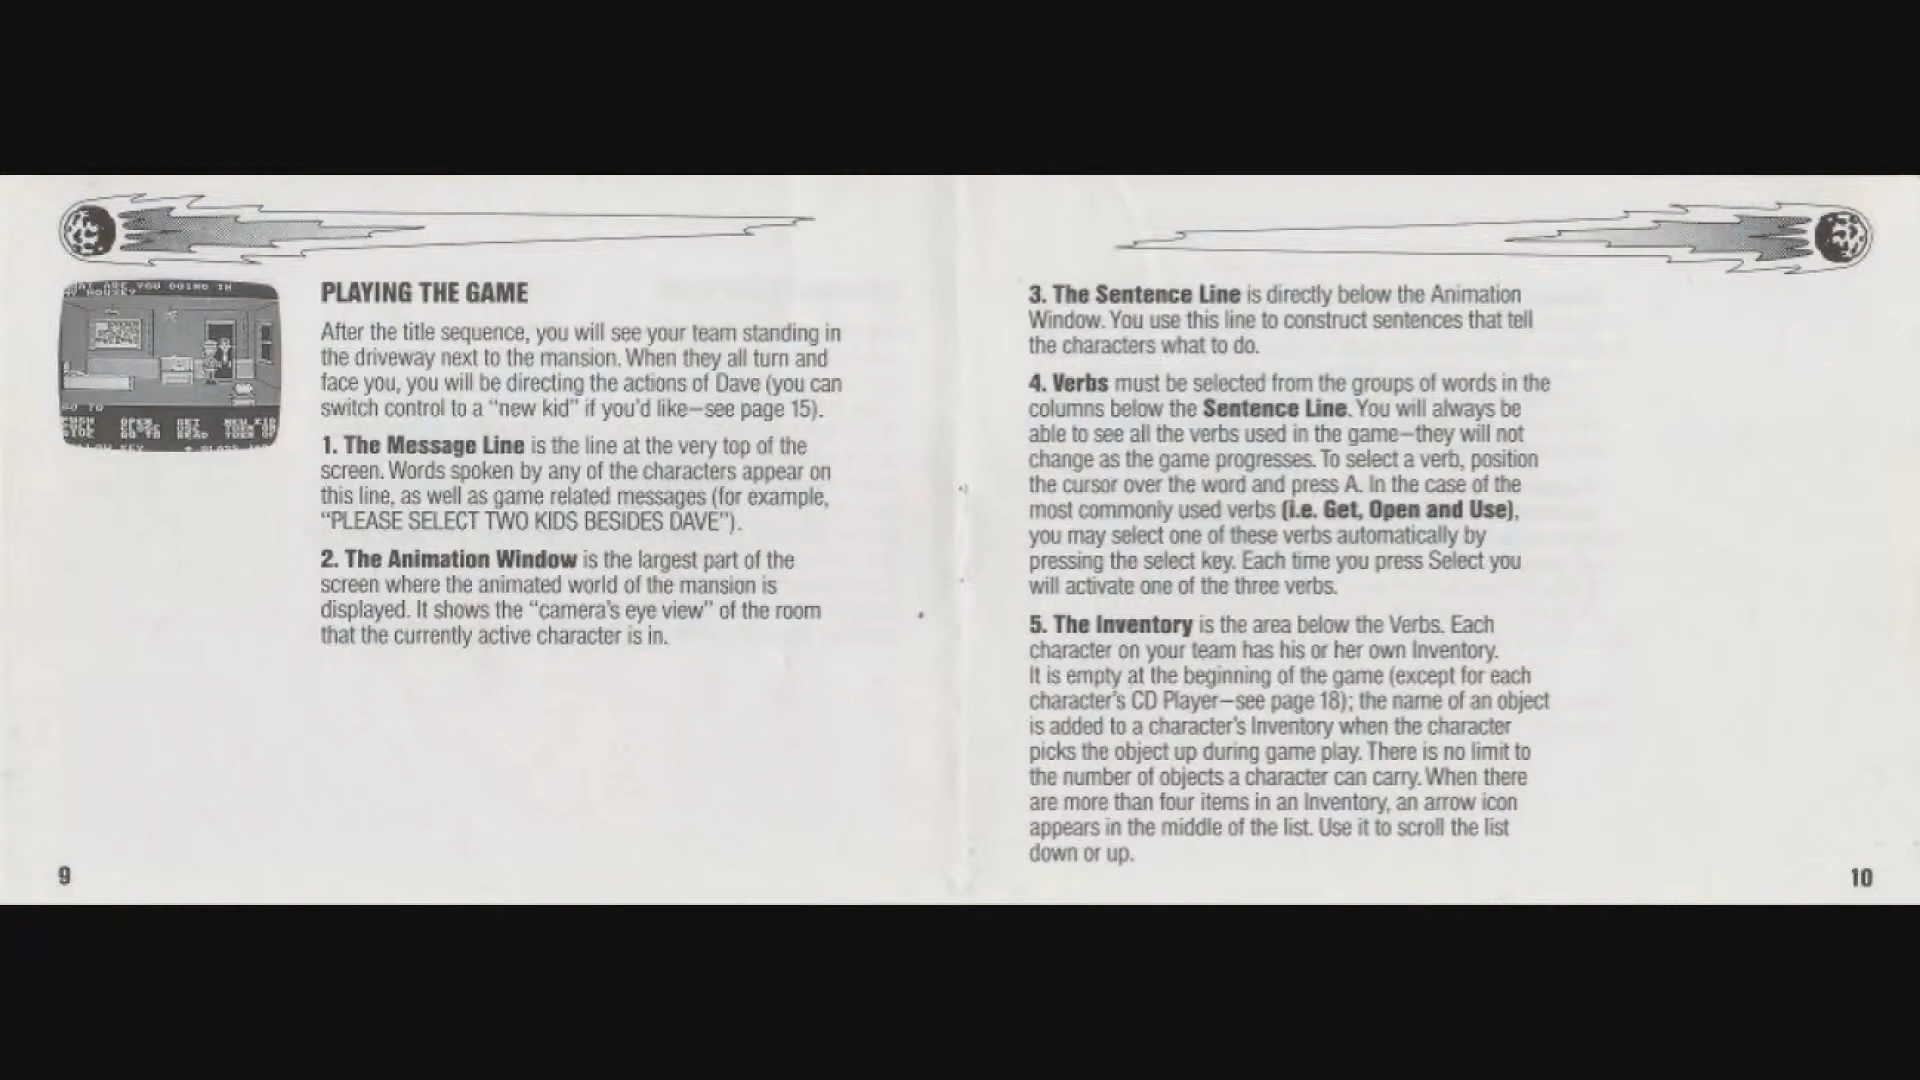 PLAYING THE GAME
After the title sequence, you will see your team standing in
the driveway next to the mansion. When they all turn and
face you, you will be directing the actions of Dave (you can
switch control to a “new kid” if you’d like—see page 15).
1. The Message Line is the line at the very top of the
screen. Words spoken by any of the characters appear on
this line, as well as game related messages (for example,
“PLEASE SELECT TWO KIDS BESIDES DAVE”).
2. The Animation Window is the largest part of the
screen where the animated world of the mansion is
displayed. It shows the “camera’s eye view” of the room
that the currently active character is in.
9
3. The Sentence Line is directly below the Animation
Window. You use this line to construct sentences that tell
the characters what to do.
4. Verbs must be selected from the groups of words in the
columns below the Sentence Line. You will always be
able to see all the verbs used in the game—they will not
change as the game progresses. To select a verb, position
the cursor over the word and press A. In the case of the
most commonly used verbs (i.e. Get, Open and Use),
you may select one of these verbs automatically by
pressing the select key. Each time you press Select you
will activate one of the three verbs.
5. The Inventory is the area below the Verbs. Each
character on your team has his or her own Inventory.
It is empty at the beginning of the game (except for each
character’s CD Player—see page 18); the name of an object
is added to a character’s Inventory when the character
picks the object up during game play. There is no limit to
the number of objects a character can carry. When there
are more than four items in an Inventory, an arrow icon
appears in the middle of the list. Use it to scroll the list
down or up.
10